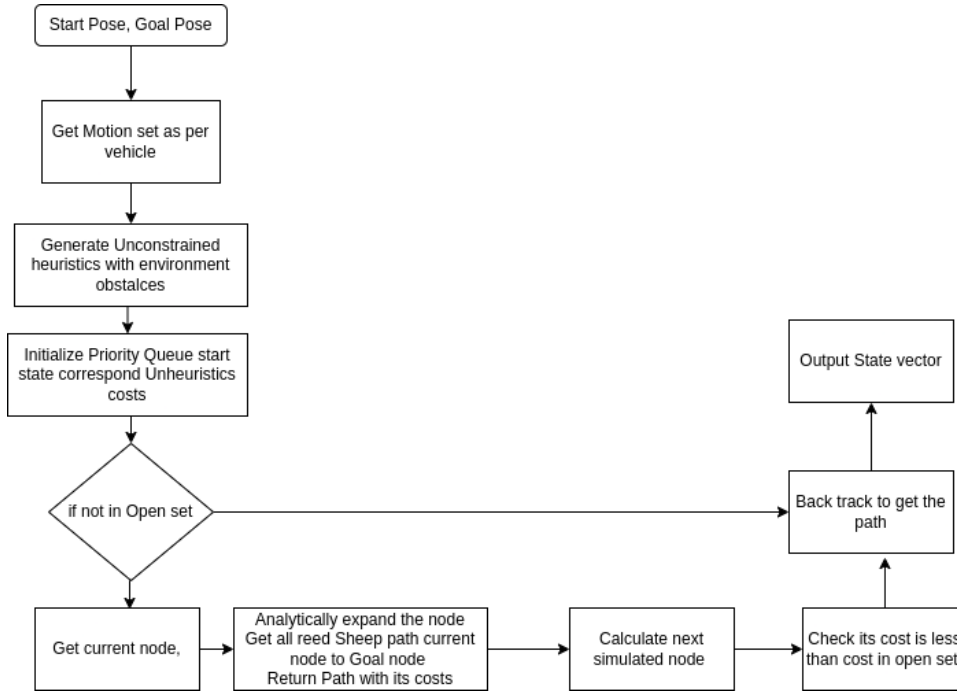 Start Pose, Goal Pose
Get Motion set as per
vehicle
Generate Unconstrained
heuristics with environment
obstalces
Initialize Priority Queue start
state correspond Unheuristics
costs
if not in Open set
Get current node,
Analytically expand the node
Get all reed Sheep path current
node to Goal node
Return Path with its costs
Calculate next
simulated node
Check its cost is less
than cost in open set
Back track to get the
path
Output State vector